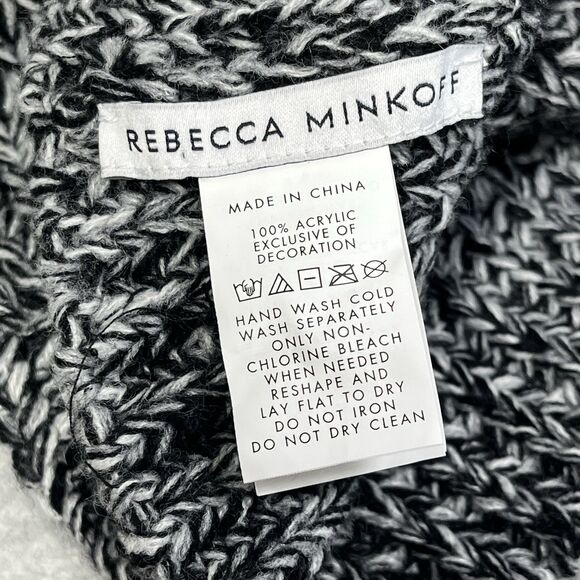 REBECCA MINKOFF
MADE IN CHINA
100% ACRYLIC
EXCLUSIVE OF
DECORATION
HAND WASH COLD
WASH SEPARATELY
ONLY NON-
CHLORINE BLEACH
WHEN NEEDED
RESHAPE AND
LAY FLAT TO DRY
DO NOT IRON
DO NOT DRY CLEAN